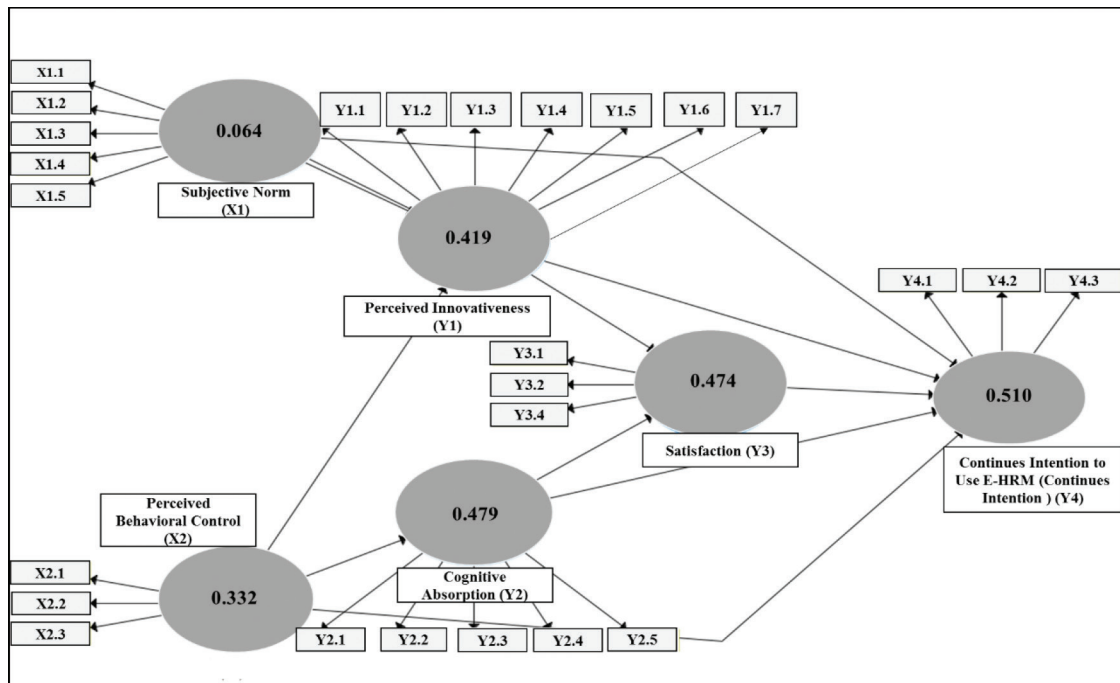 X1.1
X1.2
X1.3
X1.4
X1.5
0.064
Subjective Norm
(X1)
Y1.1
Y1.2
Y1.3
Y1.4
Y1.5
Y1.6
Y1.7
0.419
Perceived Innovativeness
(Y1)
Y4.1
Y4.2
Y4.3
0.510
Continues Intention to
Use E-HRM (Continues
Intention ) (Y4)
Y3.1
Y3.2
Y3.4
0.474
Satisfaction (Y3)
0.479
Cognitive
Absorption (Y2)
Perceived
Behavioral Control
(X2)
0.332
X2.1
X2.2
X2.3
Y2.1
Y2.2
Y2.3
Y2.4
Y2.5